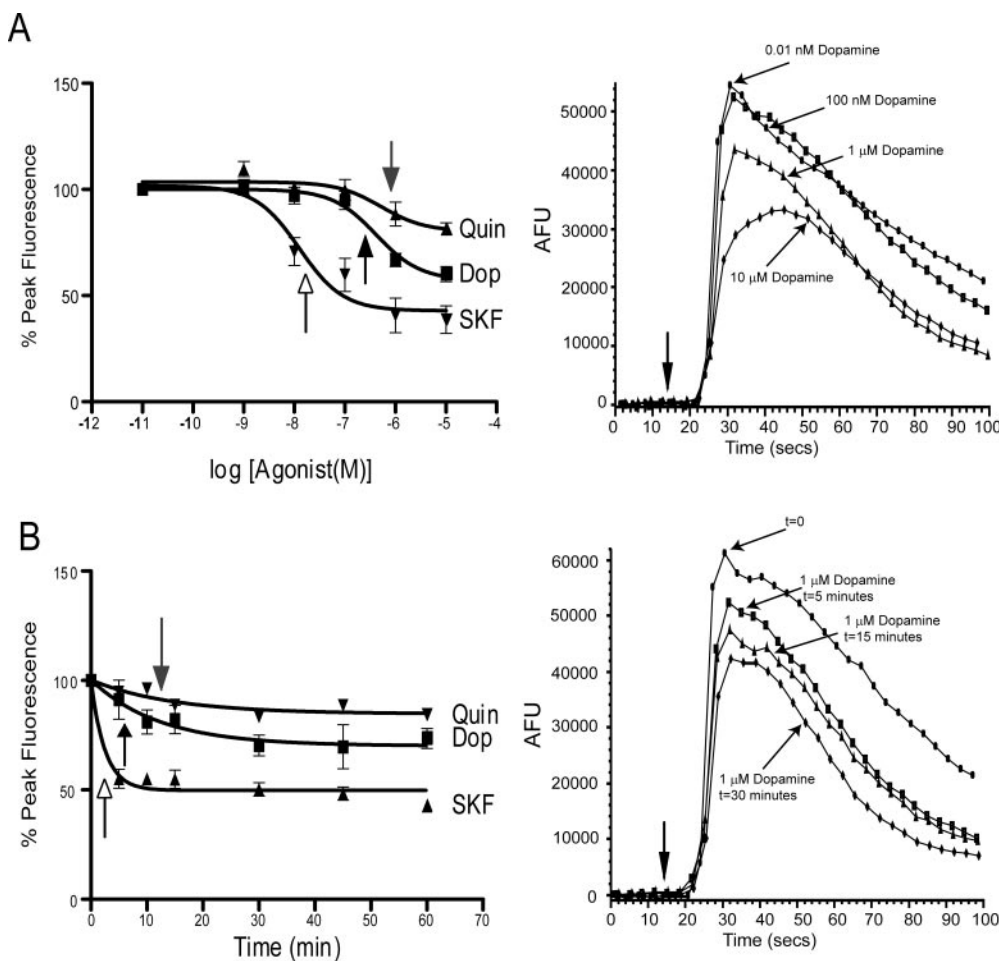 A
% Peak Fluorescence
150
100
50
0
-12 -11 -10 -9 -8 -7 -6 -5 -4
log [Agonist(M)]
Quin
Dop
SKF
AFU
50000
40000
30000
20000
10000
0
0 10 20 30 40 50 60 70 80 90 100
Time (secs)
0.01 nM Dopamine
100 nM Dopamine
1 μM Dopamine
10 μM Dopamine
B
% Peak Fluorescence
150
100
50
0
0 10 20 30 40 50 60 70
Time (min)
Quin
Dop
SKF
AFU
60000
50000
40000
30000
20000
10000
0
0 10 20 30 40 50 60 70 80 90 100
Time (secs)
t=0
1 μM Dopamine
t=5 minutes
1 μM Dopamine
t=15 minutes
1 μM Dopamine
t=30 minutes